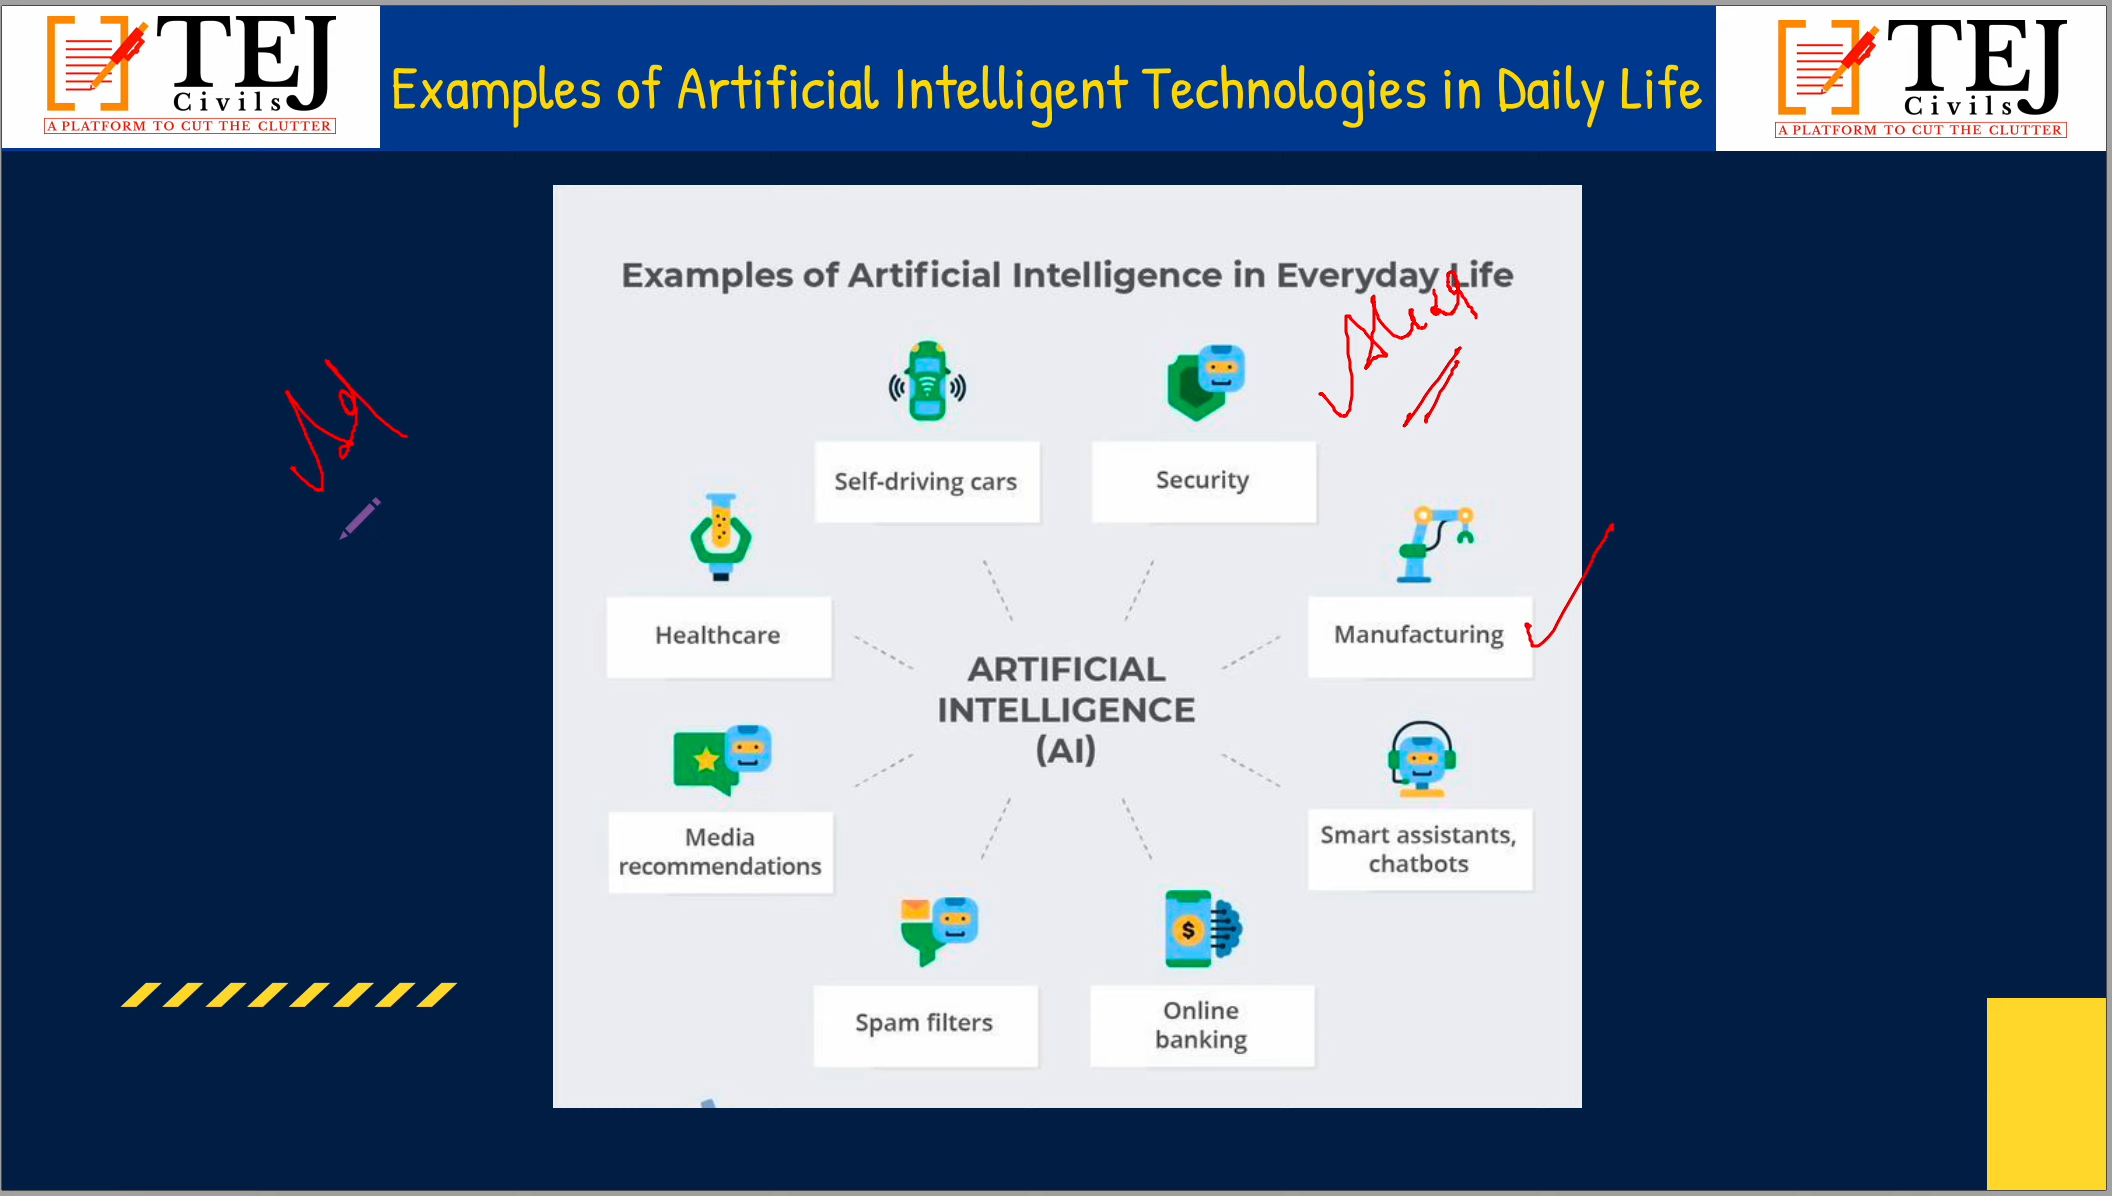 TEJ
Civils
A PLATFORM TO CUT THE CLUTTER
Examples of Artificial Intelligent Technologies in Daily Life
TEJ
Civils
A PLATFORM TO CUT THE CLUTTER
Examples of Artificial Intelligence in Everyday Life
Self-driving cars
Security
Healthcare
Manufacturing
ARTIFICIAL
INTELLIGENCE
(AI)
Media
recommendations
Smart assistants,
chatbots
Spam filters
Online
banking
$